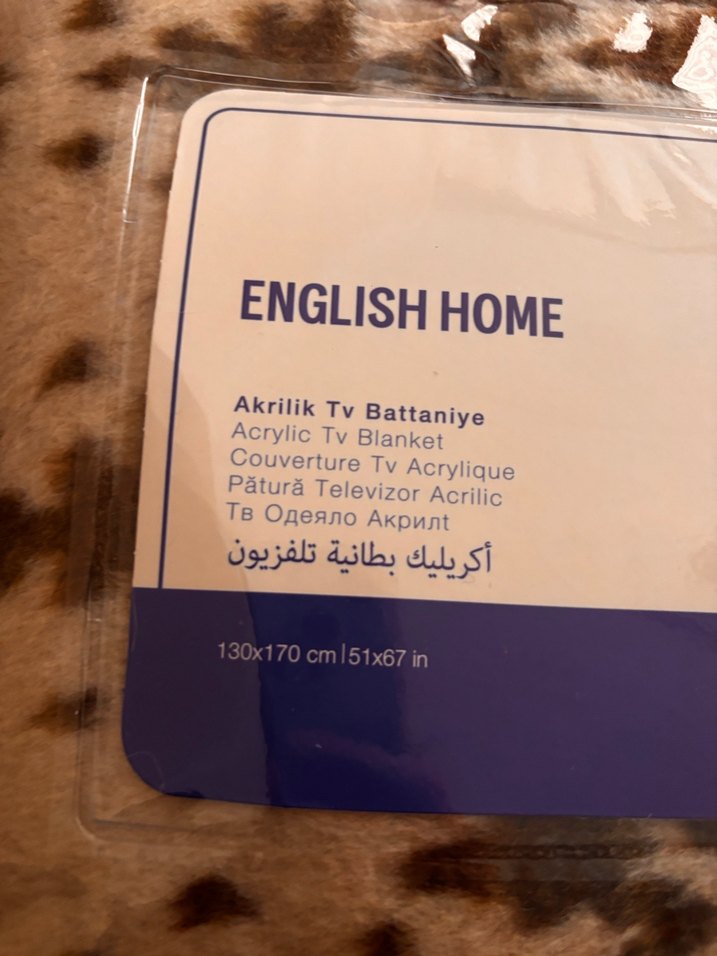 ENGLISH HOME
Akrilik Tv Battaniye
Acrylic Tv Blanket
Couverture Tv Acrylique
Pătură Televizor Acrilic
Тв Одеяло Акрилt
أكريليك بطانية تلفزيون
130x170 cm|51x67 in